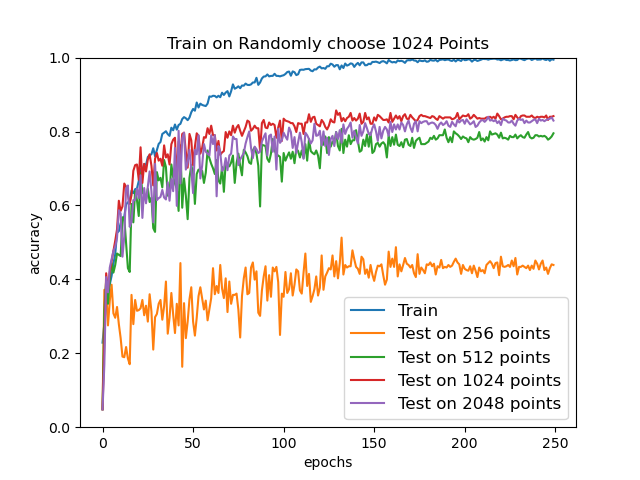 Train on Randomly choose 1024 Points
1.0
0.8
0.6
0.4
0.2
0.0
accuracy
0
50
100
150
200
250
epochs
Train
Test on 256 points
Test on 512 points
Test on 1024 points
Test on 2048 points